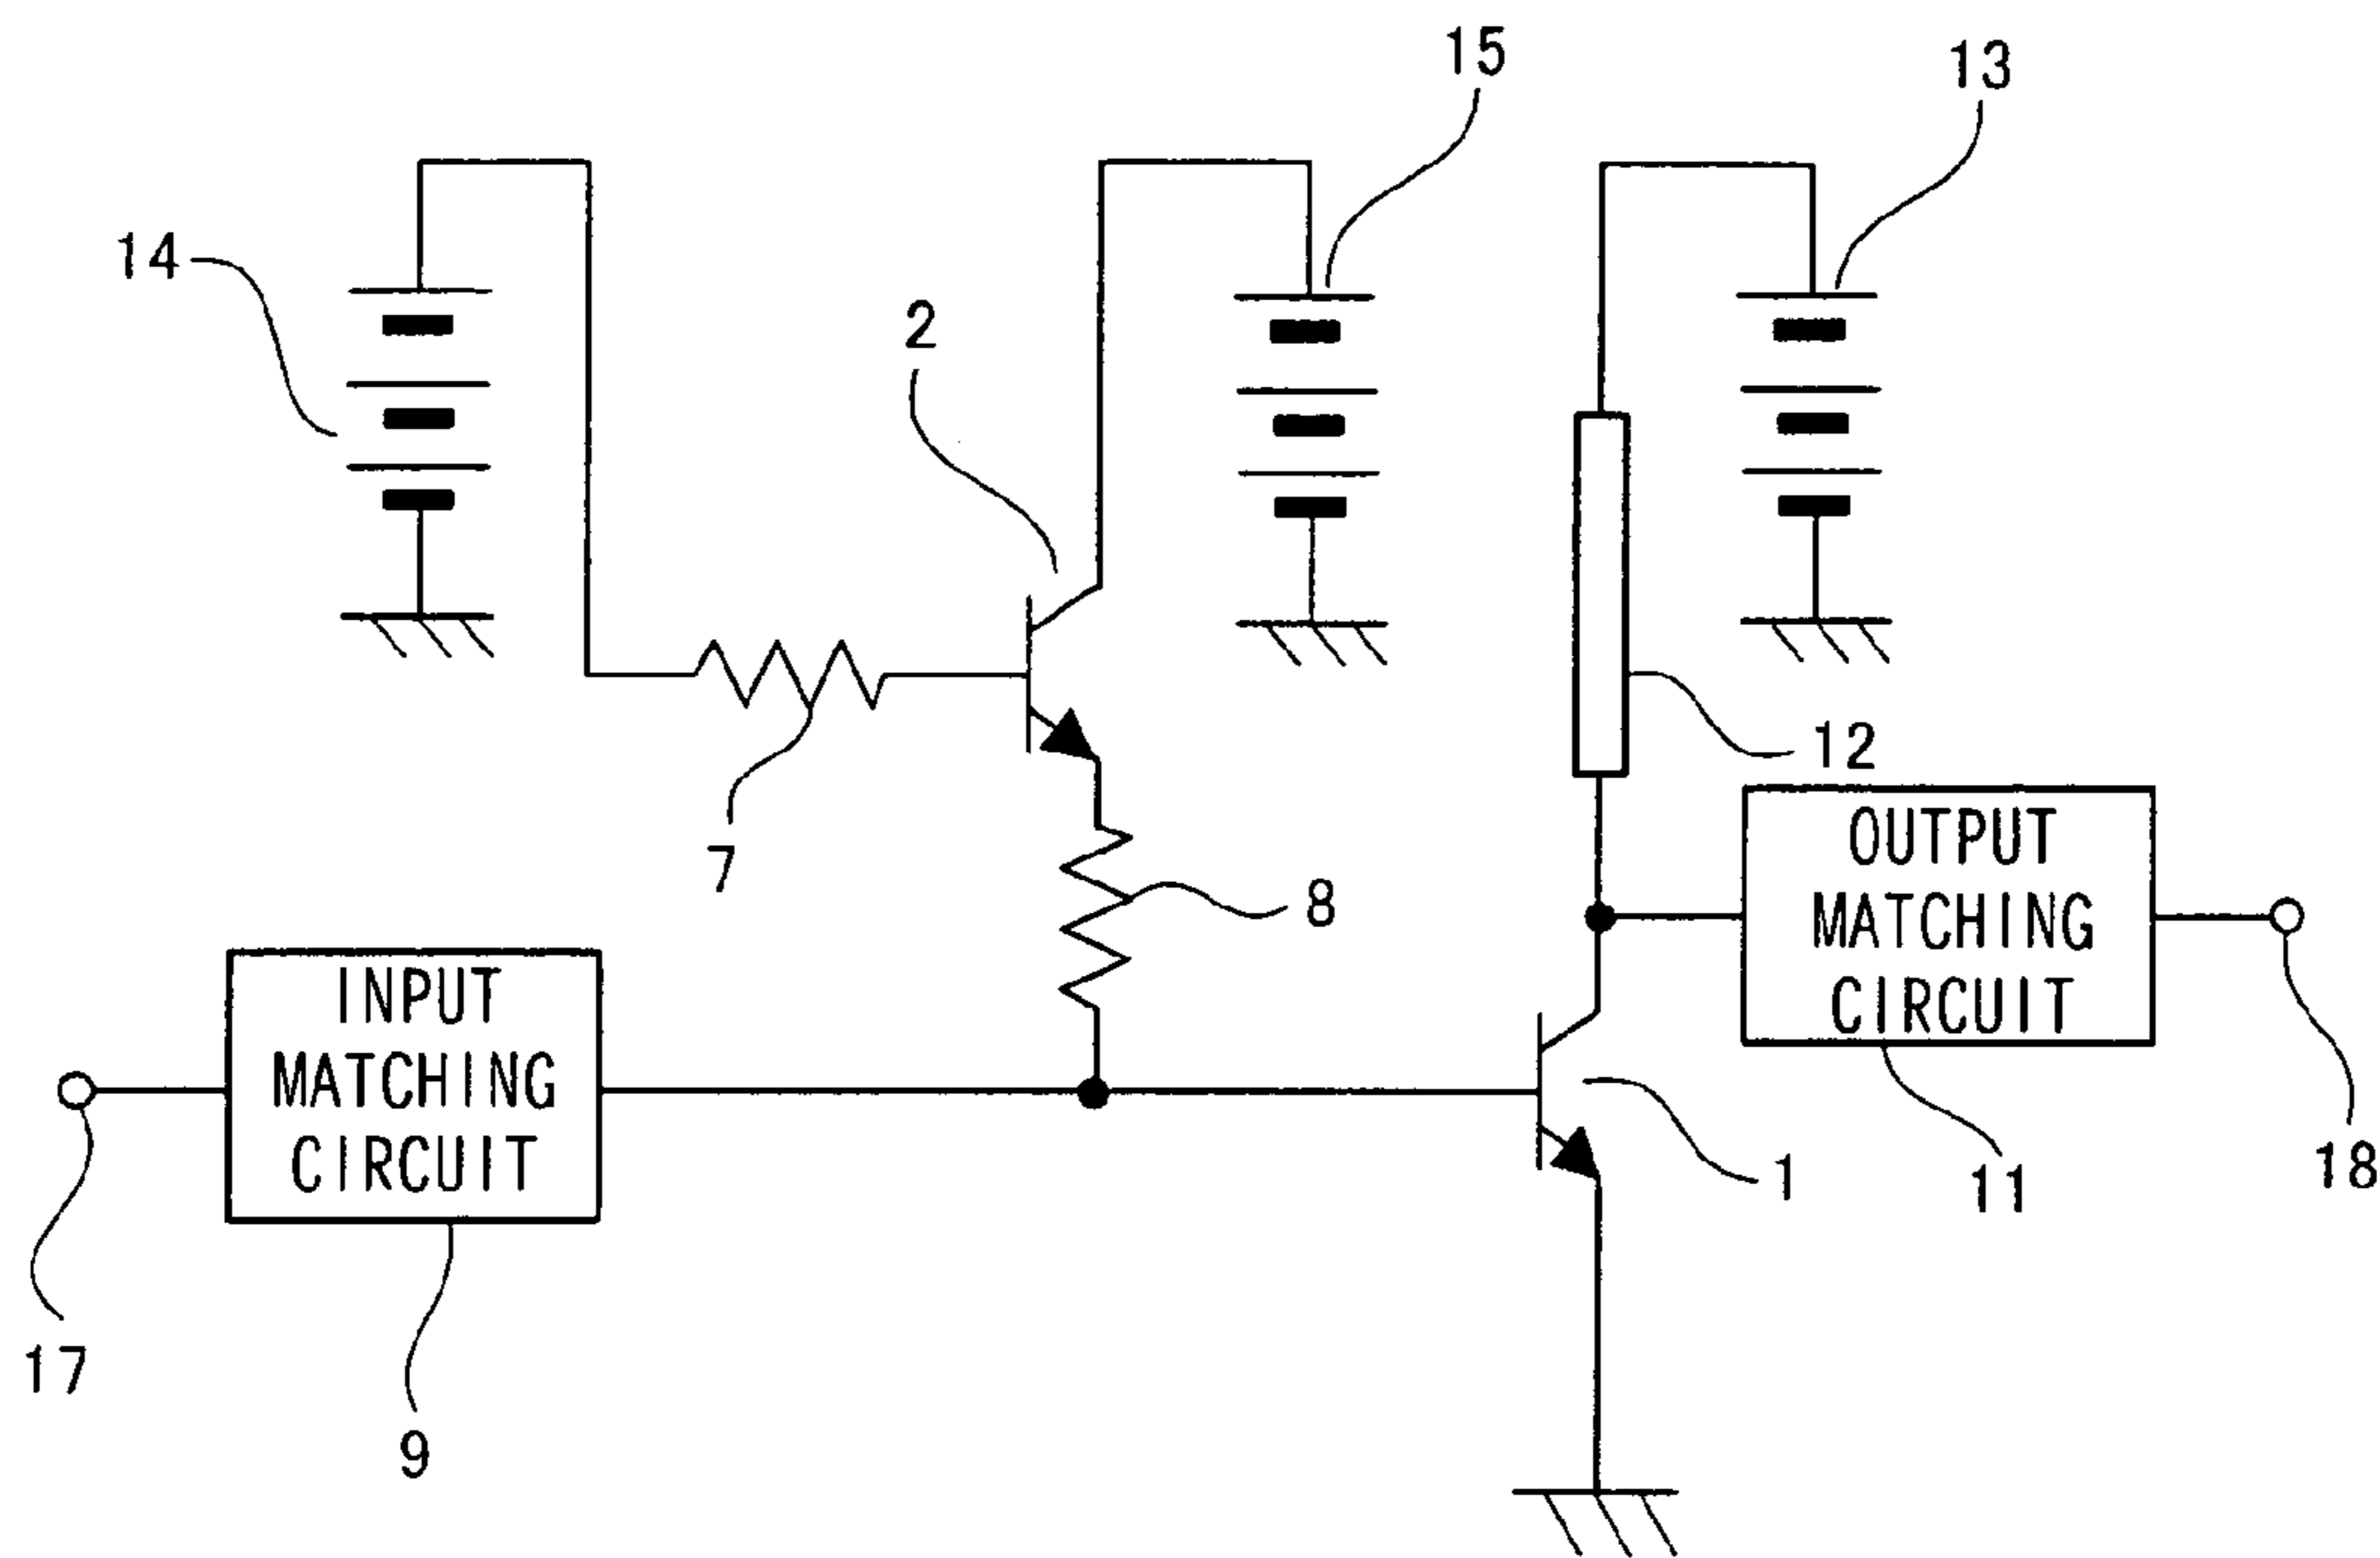 15
13
14
2
12
7
8
OUTPUT
MATCHING
CIRCUIT
INPUT
MATCHING
CIRCUIT
1
11
18
17
9